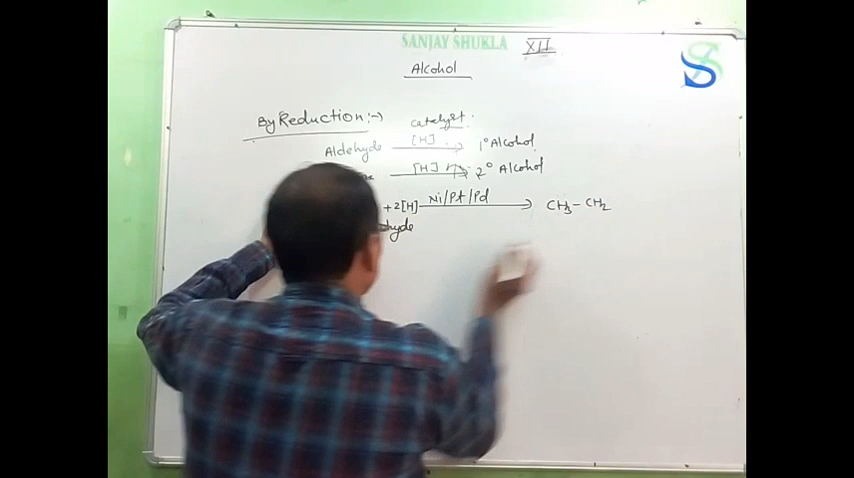 SANJAY SHUKLA XII
Alcohol
By Reduction:→ catalyst.
Aldehyde [H] → 1° Alcohol.
[H] → 2° Alcohol
+2[H] Ni/Pt/Pd → CH3-CH2
hyde